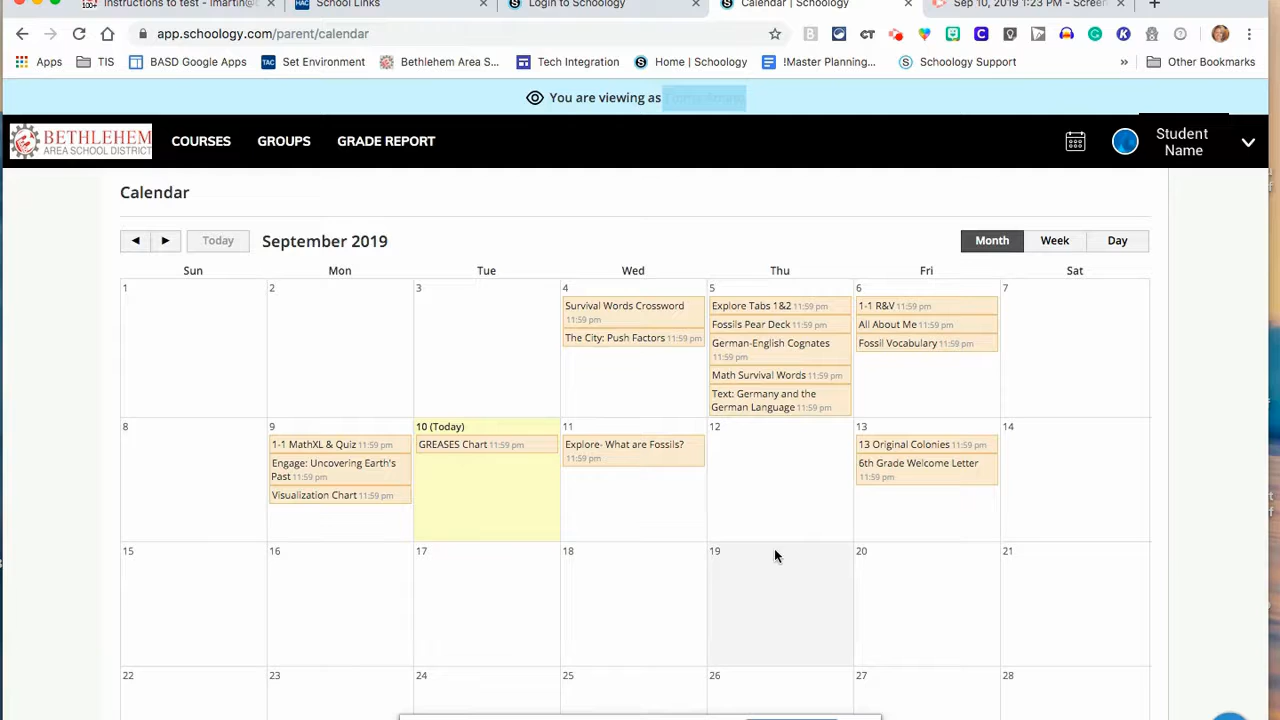 Instructions to test - imartin@
School Links
Login to Schoology
Calendar | Schoology
Sep 10, 2019 1:23 PM - Screen
app.schoology.com/parent/calendar
Apps
TIS
BASD Google Apps
TAC Set Environment
Bethlehem Area S...
Tech Integration
Home | Schoology
!Master Planning...
Schoology Support
»
Other Bookmarks
You are viewing as
BETHLEHEM
AREA SCHOOL DISTRICT
COURSES
GROUPS
GRADE REPORT
Student
Name
Calendar
Today
September 2019
Month
Week
Day
Sun Mon Tue Wed Thu Fri Sat
1 2 3 4 5 6 7
Survival Words Crossword
11:59 pm
The City: Push Factors 11:59 pm
Explore Tabs 1&2 11:59 pm
Fossils Pear Deck 11:59 pm
German-English Cognates
11:59 pm
Math Survival Words 11:59 pm
Text: Germany and the
German Language 11:59 pm
1-1 R&V 11:59 pm
All About Me 11:59 pm
Fossil Vocabulary 11:59 pm
8 9 10 (Today) 11 12 13 14
1-1 MathXL & Quiz 11:59 pm
Engage: Uncovering Earth's
Past 11:59 pm
Visualization Chart 11:59 pm
GREASES Chart 11:59 pm
Explore- What are Fossils?
11:59 pm
13 Original Colonies 11:59 pm
6th Grade Welcome Letter
11:59 pm
15 16 17 18 19 20 21
22 23 24 25 26 27 28